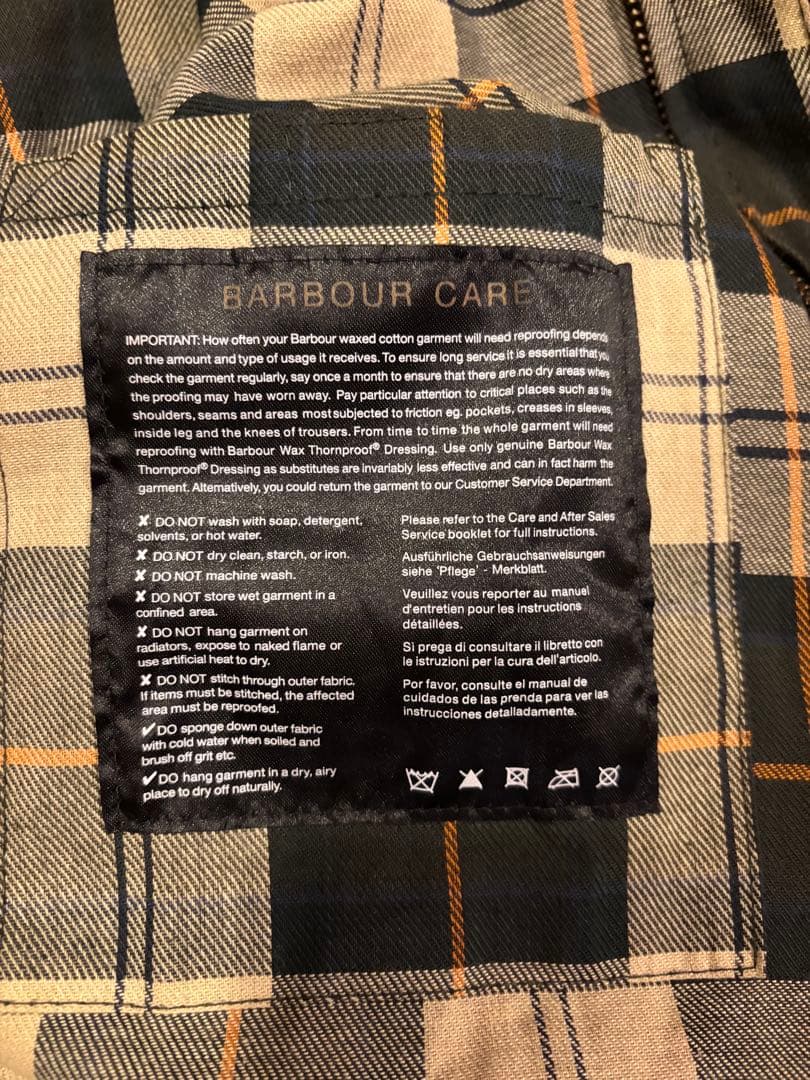 BARBOUR CARE
IMPORTANT: How often your Barbour waxed cotton garment will need reproofing depends
on the amount and type of usage it receives. To ensure long service it is essential that you
check the garment regularly, say once a month to ensure that there are no dry areas where
the proofing may have worn away. Pay particular attention to critical places such as the
shoulders, seams and areas most subjected to friction eg. pockets, creases in sleeves,
inside leg and the knees of trousers. From time to time the whole garment will need
reproofing with Barbour Wax Thornproof® Dressing. Use only genuine Barbour Wax
Thornproof® Dressing as substitutes are invariably less effective and can in fact harm the
garment. Alternatively, you could return the garment to our Customer Service Department.
✘ DO NOT wash with soap, detergent,
solvents, or hot water.
✘ DO NOT dry clean, starch, or iron.
✘ DO NOT machine wash.
✘ DO NOT store wet garment in a
confined area.
✘ DO NOT hang garment on
radiators, expose to naked flame or
use artificial heat to dry.
✘ DO NOT stitch through outer fabric.
If items must be stitched, the affected
area must be reproofed.
✔DO sponge down outer fabric
with cold water when soiled and
brush off grit etc.
✔DO hang garment in a dry, airy
place to dry off naturally.
Please refer to the Care and After Sales
Service booklet for full instructions.
Ausführliche Gebrauchsanweisungen
siehe 'Pflege' - Merkblatt.
Veuillez vous reporter au manuel
d'entretien pour les instructions
détaillées.
Si prega di consultare il libretto con
le istruzioni per la cura dell'articolo.
Por favor, consulte el manual de
cuidados de las prenda para ver las
instrucciones detalladamente.